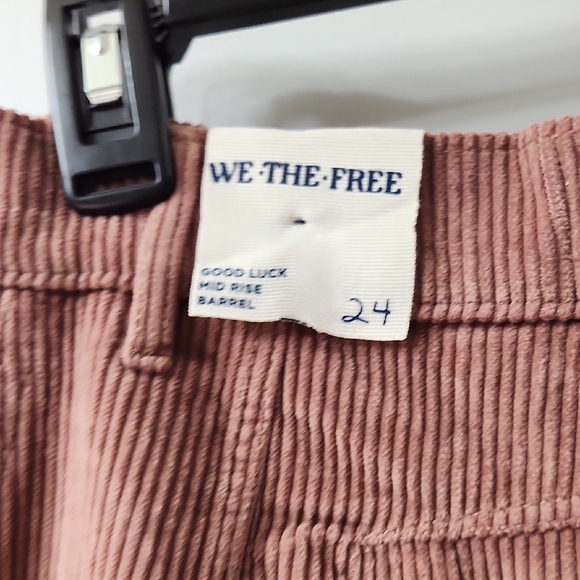 WE·THE·FREE
GOOD LUCK
MID RISE
BARREL
24